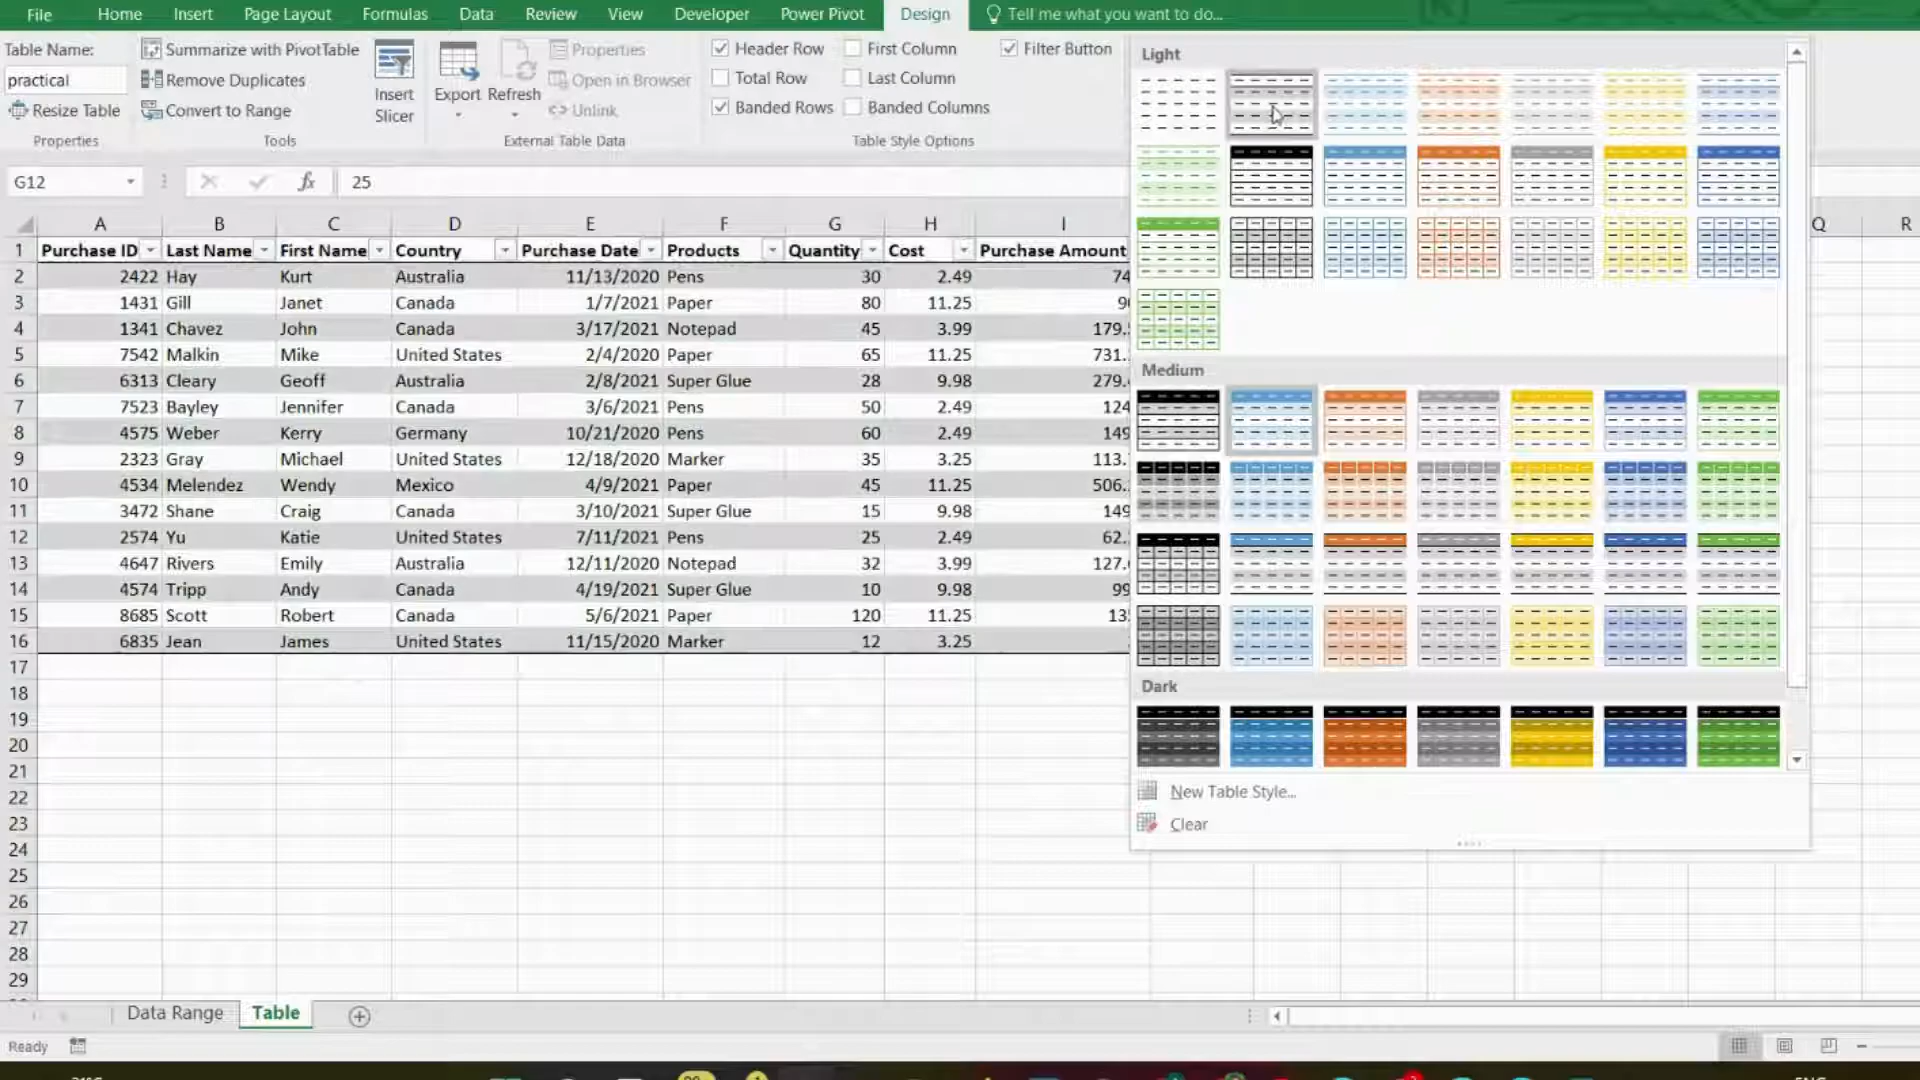 File Home Insert Page Layout Formulas Data Review View Developer Power Pivot Design Tell me what you want to do...
Table Name:
practical
Resize Table
Properties
Summarize with PivotTable
Remove Duplicates
Convert to Range
Tools
Insert Slicer
Export Refresh
Properties
Open in Browser
Unlink
External Table Data
Header Row First Column Filter Button
Total Row Last Column
Banded Rows Banded Columns
Table Style Options
G12 fx 25
A B C D E F G H I Q R
1 Purchase ID Last Name First Name Country Purchase Date Products Quantity Cost Purchase Amount
2 2422 Hay Kurt Australia 11/13/2020 Pens 30 2.49 74
3 1431 Gill Janet Canada 1/7/2021 Paper 80 11.25
4 1341 Chavez John Canada 3/17/2021 Notepad 45 3.99 179.
5 7542 Malkin Mike United States 2/4/2020 Paper 65 11.25 731.
6 6313 Cleary Geoff Australia 2/8/2021 Super Glue 28 9.98 279.
7 7523 Bayley Jennifer Canada 3/6/2021 Pens 50 2.49 124
8 4575 Weber Kerry Germany 10/21/2020 Pens 60 2.49 149
9 2323 Gray Michael United States 12/18/2020 Marker 35 3.25 113.
10 4534 Melendez Wendy Mexico 4/9/2021 Paper 45 11.25 506.
11 3472 Shane Craig Canada 3/10/2021 Super Glue 15 9.98 149
12 2574 Yu Katie United States 7/11/2021 Pens 25 2.49 62.
13 4647 Rivers Emily Australia 12/11/2020 Notepad 32 3.99 127.
14 4574 Tripp Andy Canada 4/19/2021 Super Glue 10 9.98 99
15 8685 Scott Robert Canada 5/6/2021 Paper 120 11.25 13
16 6835 Jean James United States 11/15/2020 Marker 12 3.25
17
18
19
20
21
22
23
24
25
26
27
28
29
Light
Medium
Dark
New Table Style...
Clear
Data Range Table
Ready